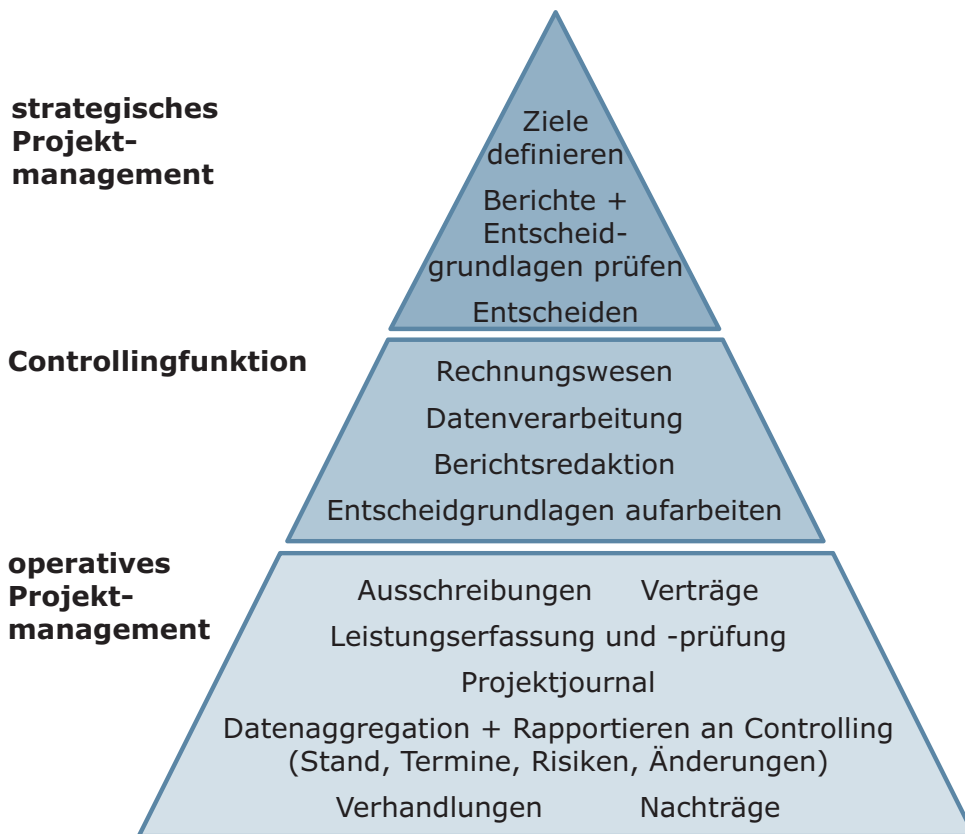 strategisches
Projekt-
management
Ziele
definieren
Berichte +
Entscheid-
grundlagen prüfen
Entscheiden
Controllingfunktion
Rechnungswesen
Datenverarbeitung
Berichtsredaktion
Entscheidgrundlagen aufarbeiten
operatives
Projekt-
management
Ausschreibungen Verträge
Leistungserfassung und -prüfung
Projektjournal
Datenaggregation + Rapportieren an Controlling
(Stand, Termine, Risiken, Änderungen)
Verhandlungen Nachträge